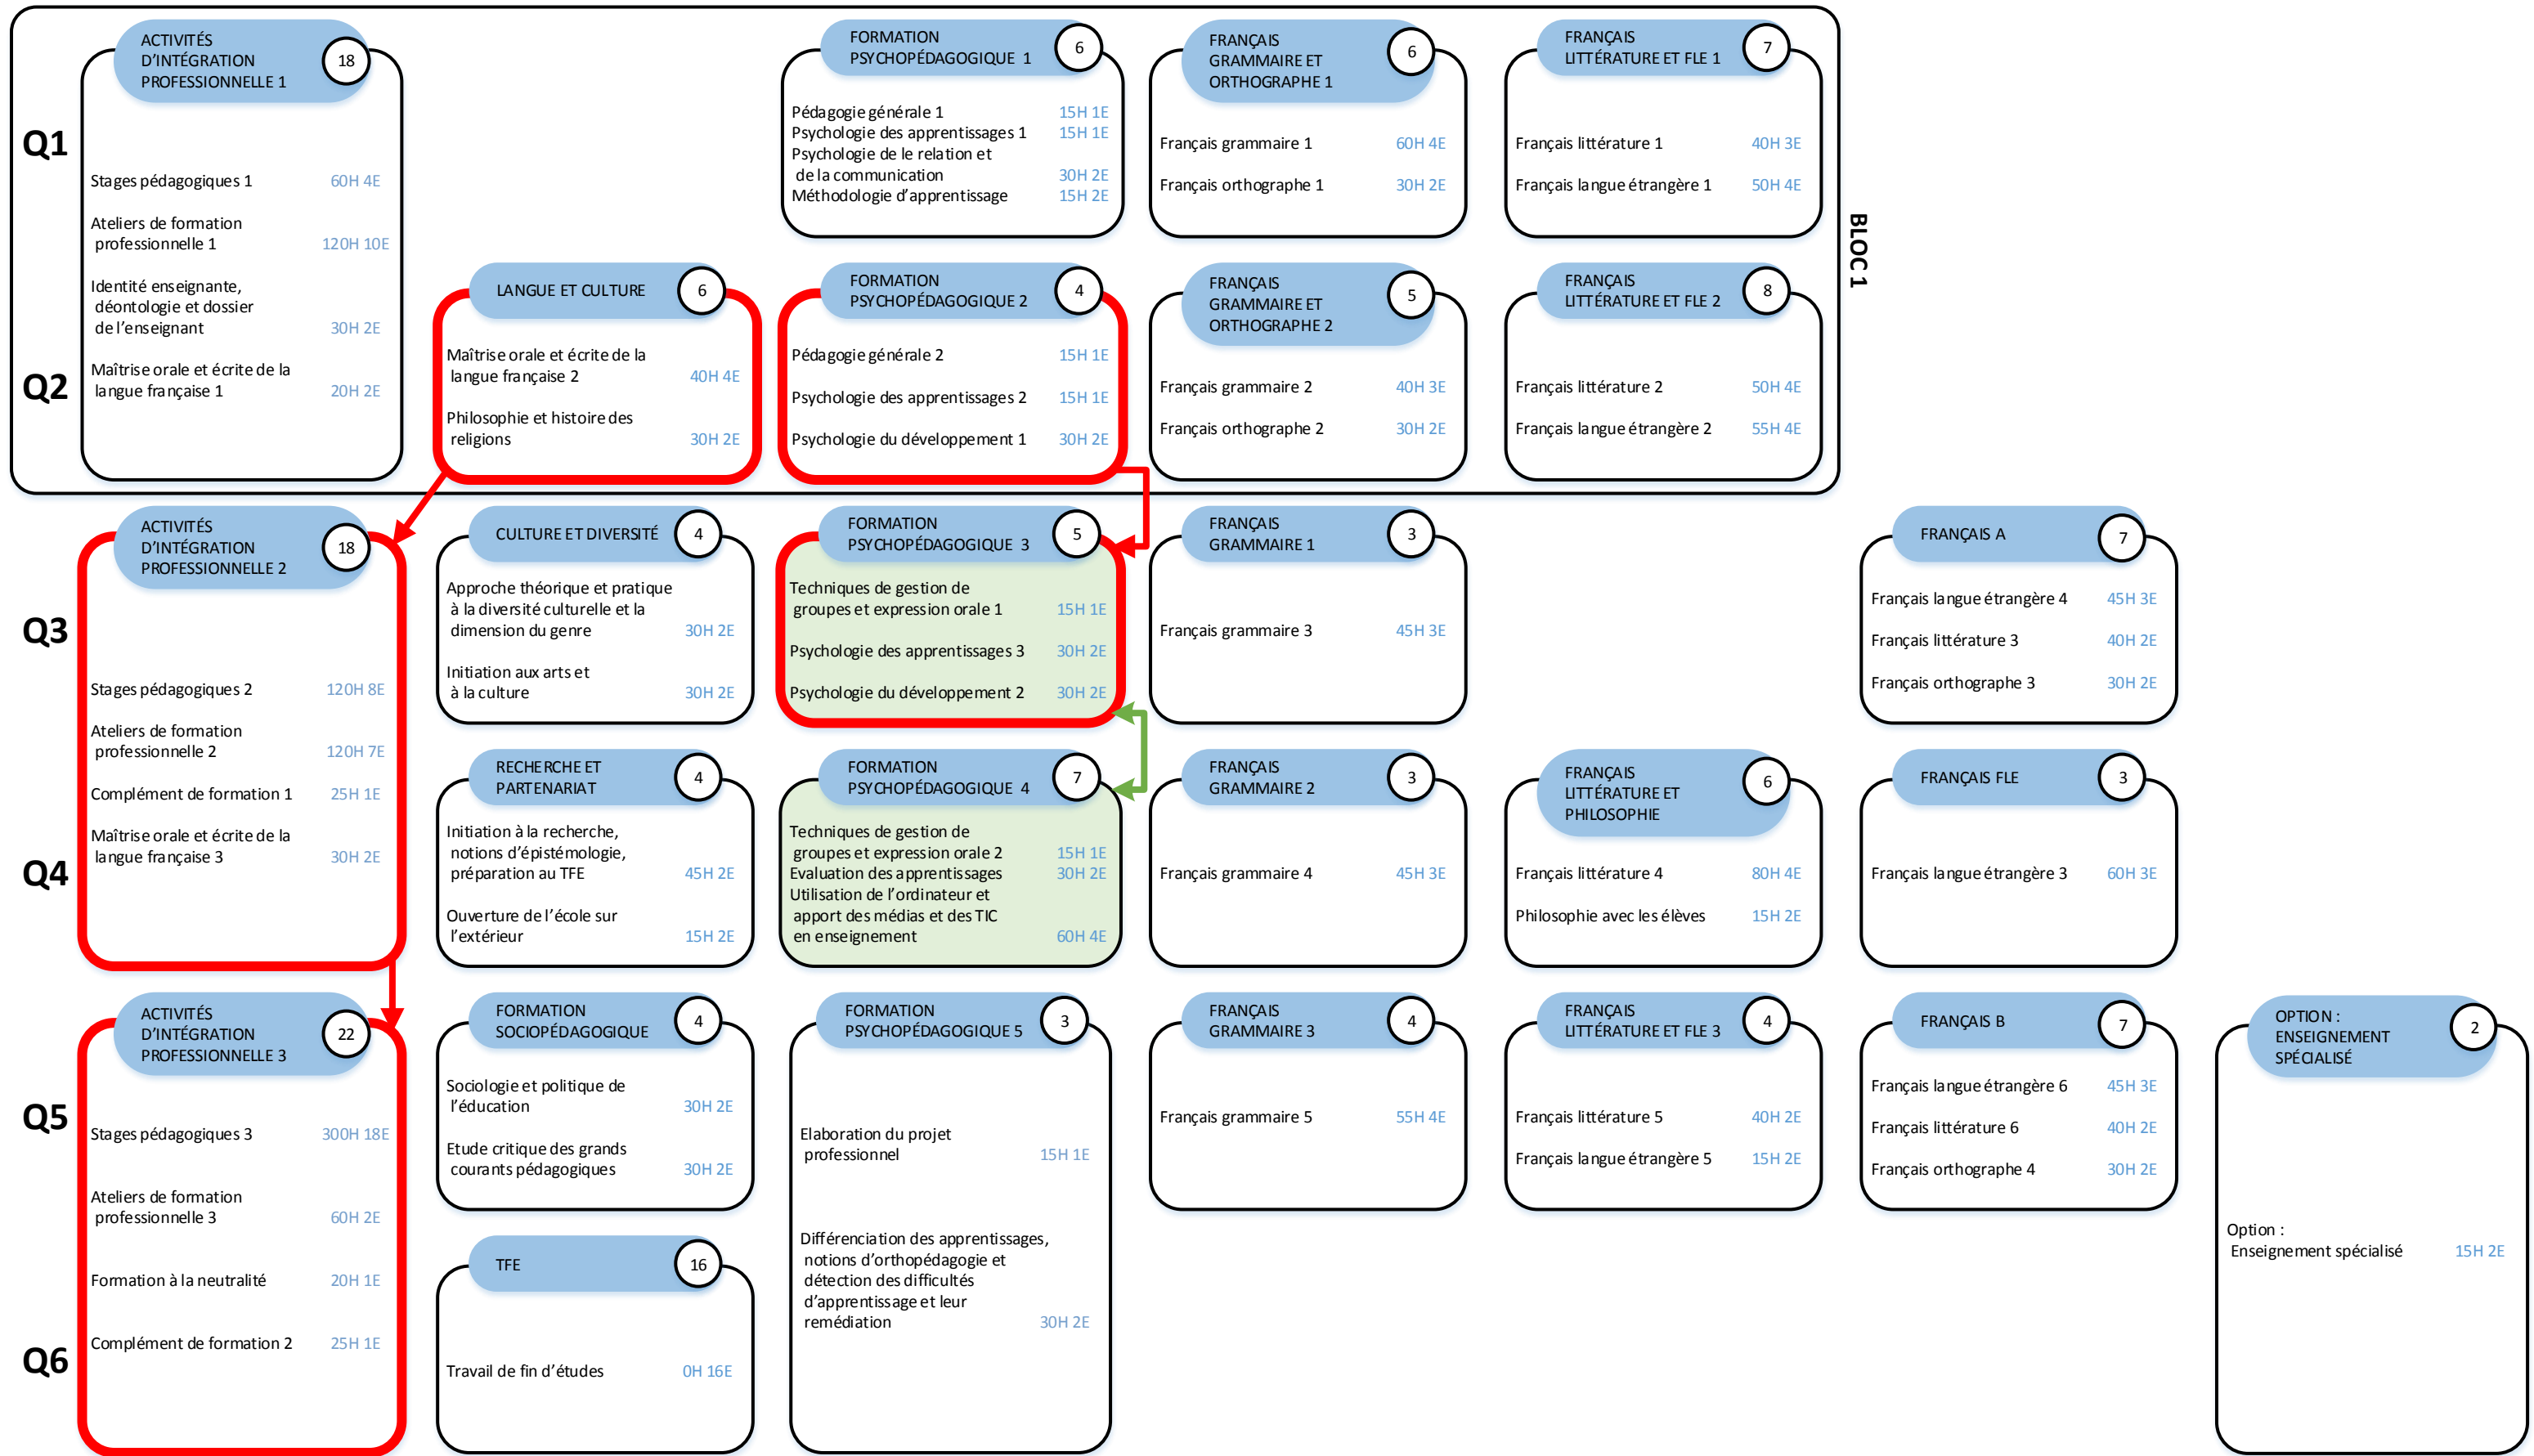 ACTIVITÉS
D'INTÉGRATION
PROFESSIONNELLE 1
18
Stages pédagogiques 1 60H 4E
Ateliers de formation
professionnelle 1 120H 10E
Identité enseignante,
déontologie et dossier
de l'enseignant 30H 2E
Maîtrise orale et écrite de la
langue française 1 20H 2E
Q1
Q2
FORMATION
PSYCHOPÉDAGOGIQUE 1
6
Pédagogie générale 1 15H 1E
Psychologie des apprentissages 1 15H 1E
Psychologie de le relation et
de la communication 30H 2E
Méthodologie d'apprentissage 15H 2E
FRANÇAIS
GRAMMAIRE ET
ORTHOGRAPHE 1
6
Français grammaire 1 60H 4E
Français orthographe 1 30H 2E
FRANÇAIS
LITTÉRATURE ET FLE 1
7
Français littérature 1 40H 3E
Français langue étrangère 1 50H 4E
BLOC 1
LANGUE ET CULTURE
6
Maîtrise orale et écrite de la
langue française 2 40H 4E
Philosophie et histoire des
religions 30H 2E
FORMATION
PSYCHOPÉDAGOGIQUE 2
4
Pédagogie générale 2 15H 1E
Psychologie des apprentissages 2 15H 1E
Psychologie du développement 1 30H 2E
FRANÇAIS
GRAMMAIRE ET
ORTHOGRAPHE 2
5
Français grammaire 2 40H 3E
Français orthographe 2 30H 2E
FRANÇAIS
LITTÉRATURE ET FLE 2
8
Français littérature 2 50H 4E
Français langue étrangère 2 55H 4E
Q3
Q4
ACTIVITÉS
D'INTÉGRATION
PROFESSIONNELLE 2
18
Stages pédagogiques 2 120H 8E
Ateliers de formation
professionnelle 2 120H 7E
Complément de formation 1 25H 1E
Maîtrise orale et écrite de la
langue française 3 30H 2E
CULTURE ET DIVERSITÉ
4
Approche théorique et pratique
à la diversité culturelle et la
dimension du genre 30H 2E
Initiation aux arts et
à la culture 30H 2E
FORMATION
PSYCHOPÉDAGOGIQUE 3
5
Techniques de gestion de
groupes et expression orale 1 15H 1E
Psychologie des apprentissages 3 30H 2E
Psychologie du développement 2 30H 2E
FRANÇAIS
GRAMMAIRE 1
3
Français grammaire 3 45H 3E
FRANÇAIS A
7
Français langue étrangère 4 45H 3E
Français littérature 3 40H 2E
Français orthographe 3 30H 2E
RECHERCHE ET
PARTENARIAT
4
Initiation à la recherche,
notions d'épistémologie,
préparation au TFE 45H 2E
Ouverture de l'école sur
l'extérieur 15H 2E
FORMATION
PSYCHOPÉDAGOGIQUE 4
7
Techniques de gestion de
groupes et expression orale 2 15H 1E
Evaluation des apprentissages 30H 2E
Utilisation de l'ordinateur et
apport des médias et des TIC
en enseignement 60H 4E
FRANÇAIS
GRAMMAIRE 2
3
Français grammaire 4 45H 3E
FRANÇAIS
LITTÉRATURE ET
PHILOSOPHIE
6
Français littérature 4 80H 4E
Philosophie avec les élèves 15H 2E
FRANÇAIS FLE
3
Français langue étrangère 3 60H 3E
Q5
Q6
ACTIVITÉS
D'INTÉGRATION
PROFESSIONNELLE 3
22
Stages pédagogiques 3 300H 18E
Ateliers de formation
professionnelle 3 60H 2E
Formation à la neutralité 20H 1E
Complément de formation 2 25H 1E
FORMATION
SOCIOPÉDAGOGIQUE
4
Sociologie et politique de
l'éducation 30H 2E
Etude critique des grands
courants pédagogiques 30H 2E
TFE
16
Travail de fin d'études 0H 16E
FORMATION
PSYCHOPÉDAGOGIQUE 5
3
Elaboration du projet
professionnel 15H 1E
Différenciation des apprentissages,
notions d'orthopédagogie et
détection des difficultés
d'apprentissage et leur
remédiation 30H 2E
FRANÇAIS
GRAMMAIRE 3
4
Français grammaire 5 55H 4E
FRANÇAIS
LITTÉRATURE ET FLE 3
4
Français littérature 5 40H 2E
Français langue étrangère 5 15H 2E
FRANÇAIS B
7
Français langue étrangère 6 45H 3E
Français littérature 6 40H 2E
Français orthographe 4 30H 2E
OPTION :
ENSEIGNEMENT
SPÉCIALISÉ
2
Option :
Enseignement spécialisé 15H 2E